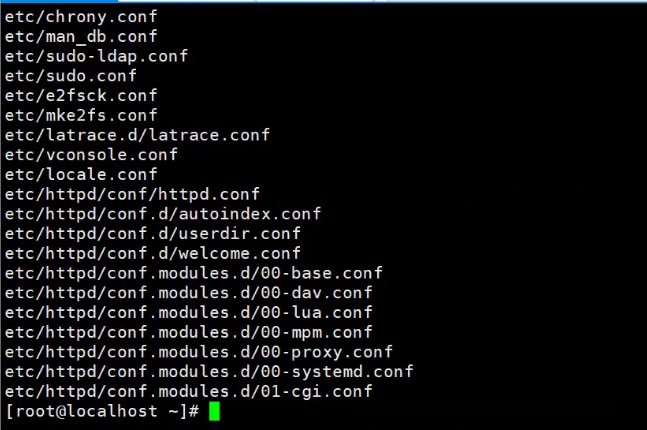 etc/chrony.conf
etc/man_db.conf
etc/sudo-ldap.conf
etc/sudo.conf
etc/e2fsck.conf
etc/mke2fs.conf
etc/latrace.d/latrace.conf
etc/vconsole.conf
etc/locale.conf
etc/httpd/conf/httpd.conf
etc/httpd/conf.d/autoindex.conf
etc/httpd/conf.d/userdir.conf
etc/httpd/conf.d/welcome.conf
etc/httpd/conf.modules.d/00-base.conf
etc/httpd/conf.modules.d/00-dav.conf
etc/httpd/conf.modules.d/00-lua.conf
etc/httpd/conf.modules.d/00-mpm.conf
etc/httpd/conf.modules.d/00-proxy.conf
etc/httpd/conf.modules.d/00-systemd.conf
etc/httpd/conf.modules.d/01-cgi.conf
[root@localhost ~]#